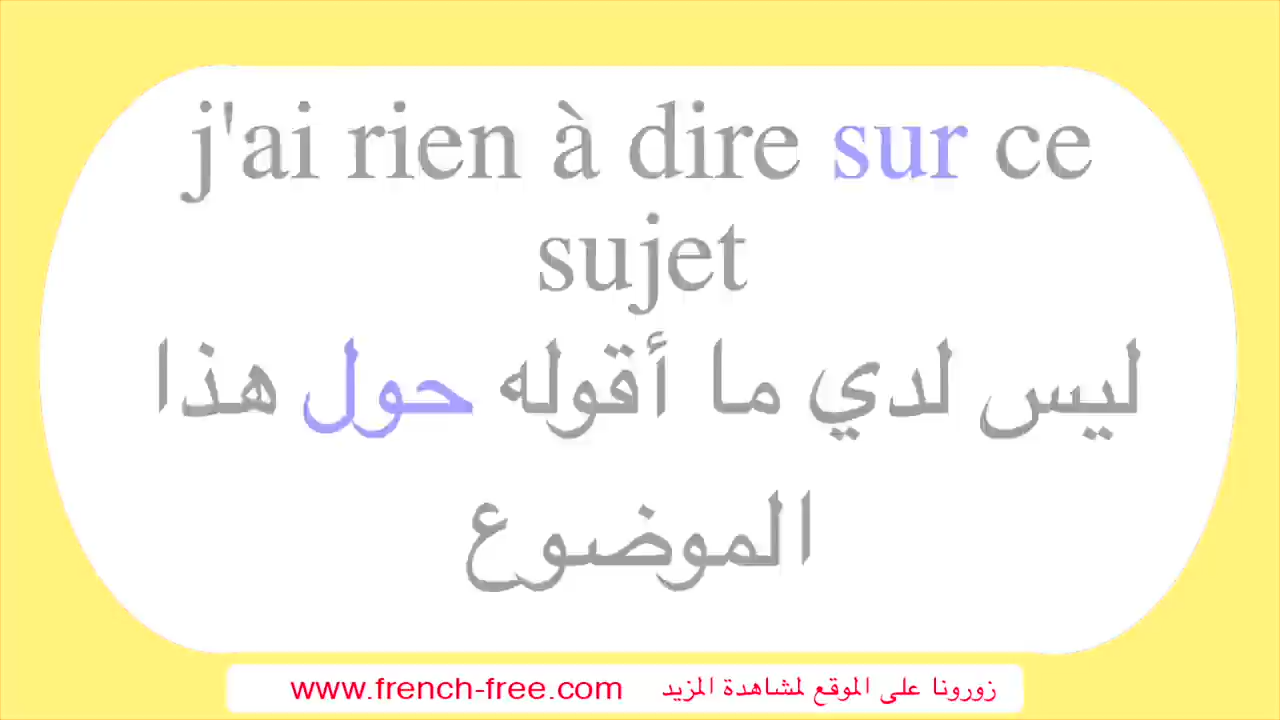 j'ai rien à dire sur ce
sujet
ليس لدي ما أقوله حول هذا
الموضوع
www.french-free.com زورونا على الموقع لمشاهدة المزيد